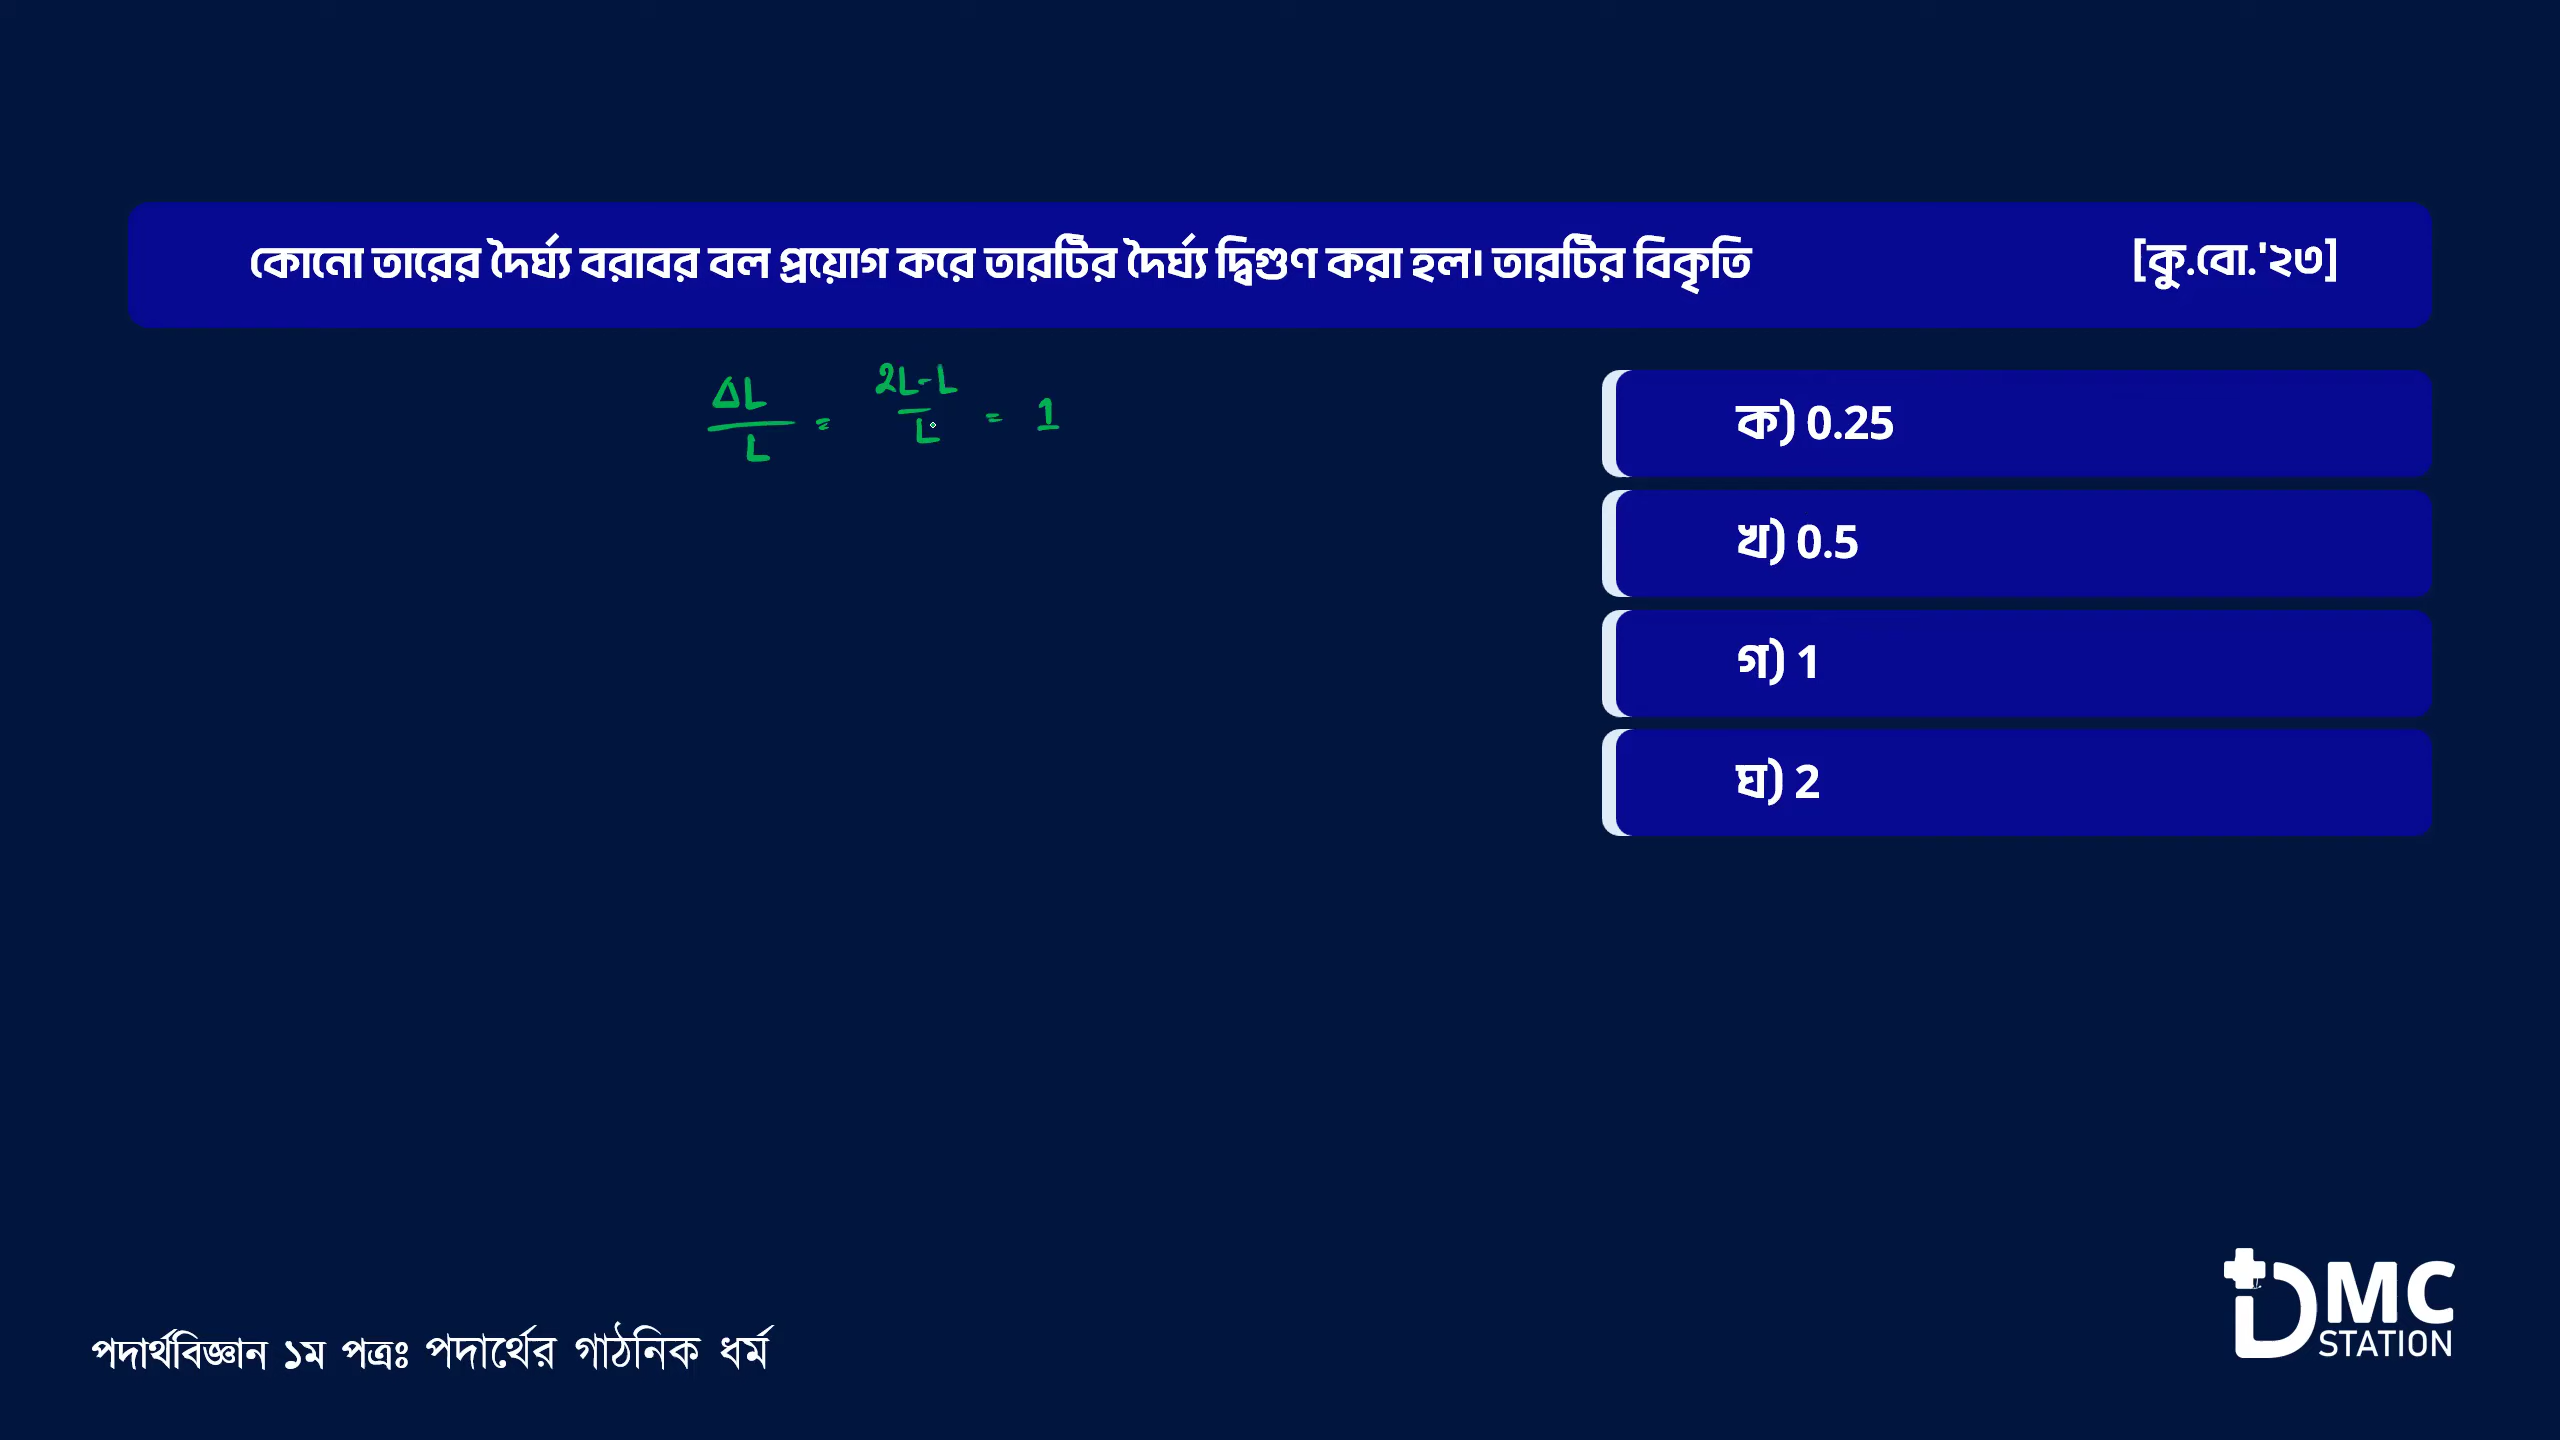 কোনো তারের দৈর্ঘ্য বরাবর বল প্রয়োগ করে তারটির দৈর্ঘ্য দ্বিগুণ করা হল। তারটির বিকৃতি [কু.বো.'২৩]
ΔL/L = 2L-L/L = 1
ক) 0.25
খ) 0.5
গ) 1
ঘ) 2
পদার্থবিজ্ঞান ১ম পত্রঃ পদার্থের গাঠনিক ধর্ম
DMC
STATION